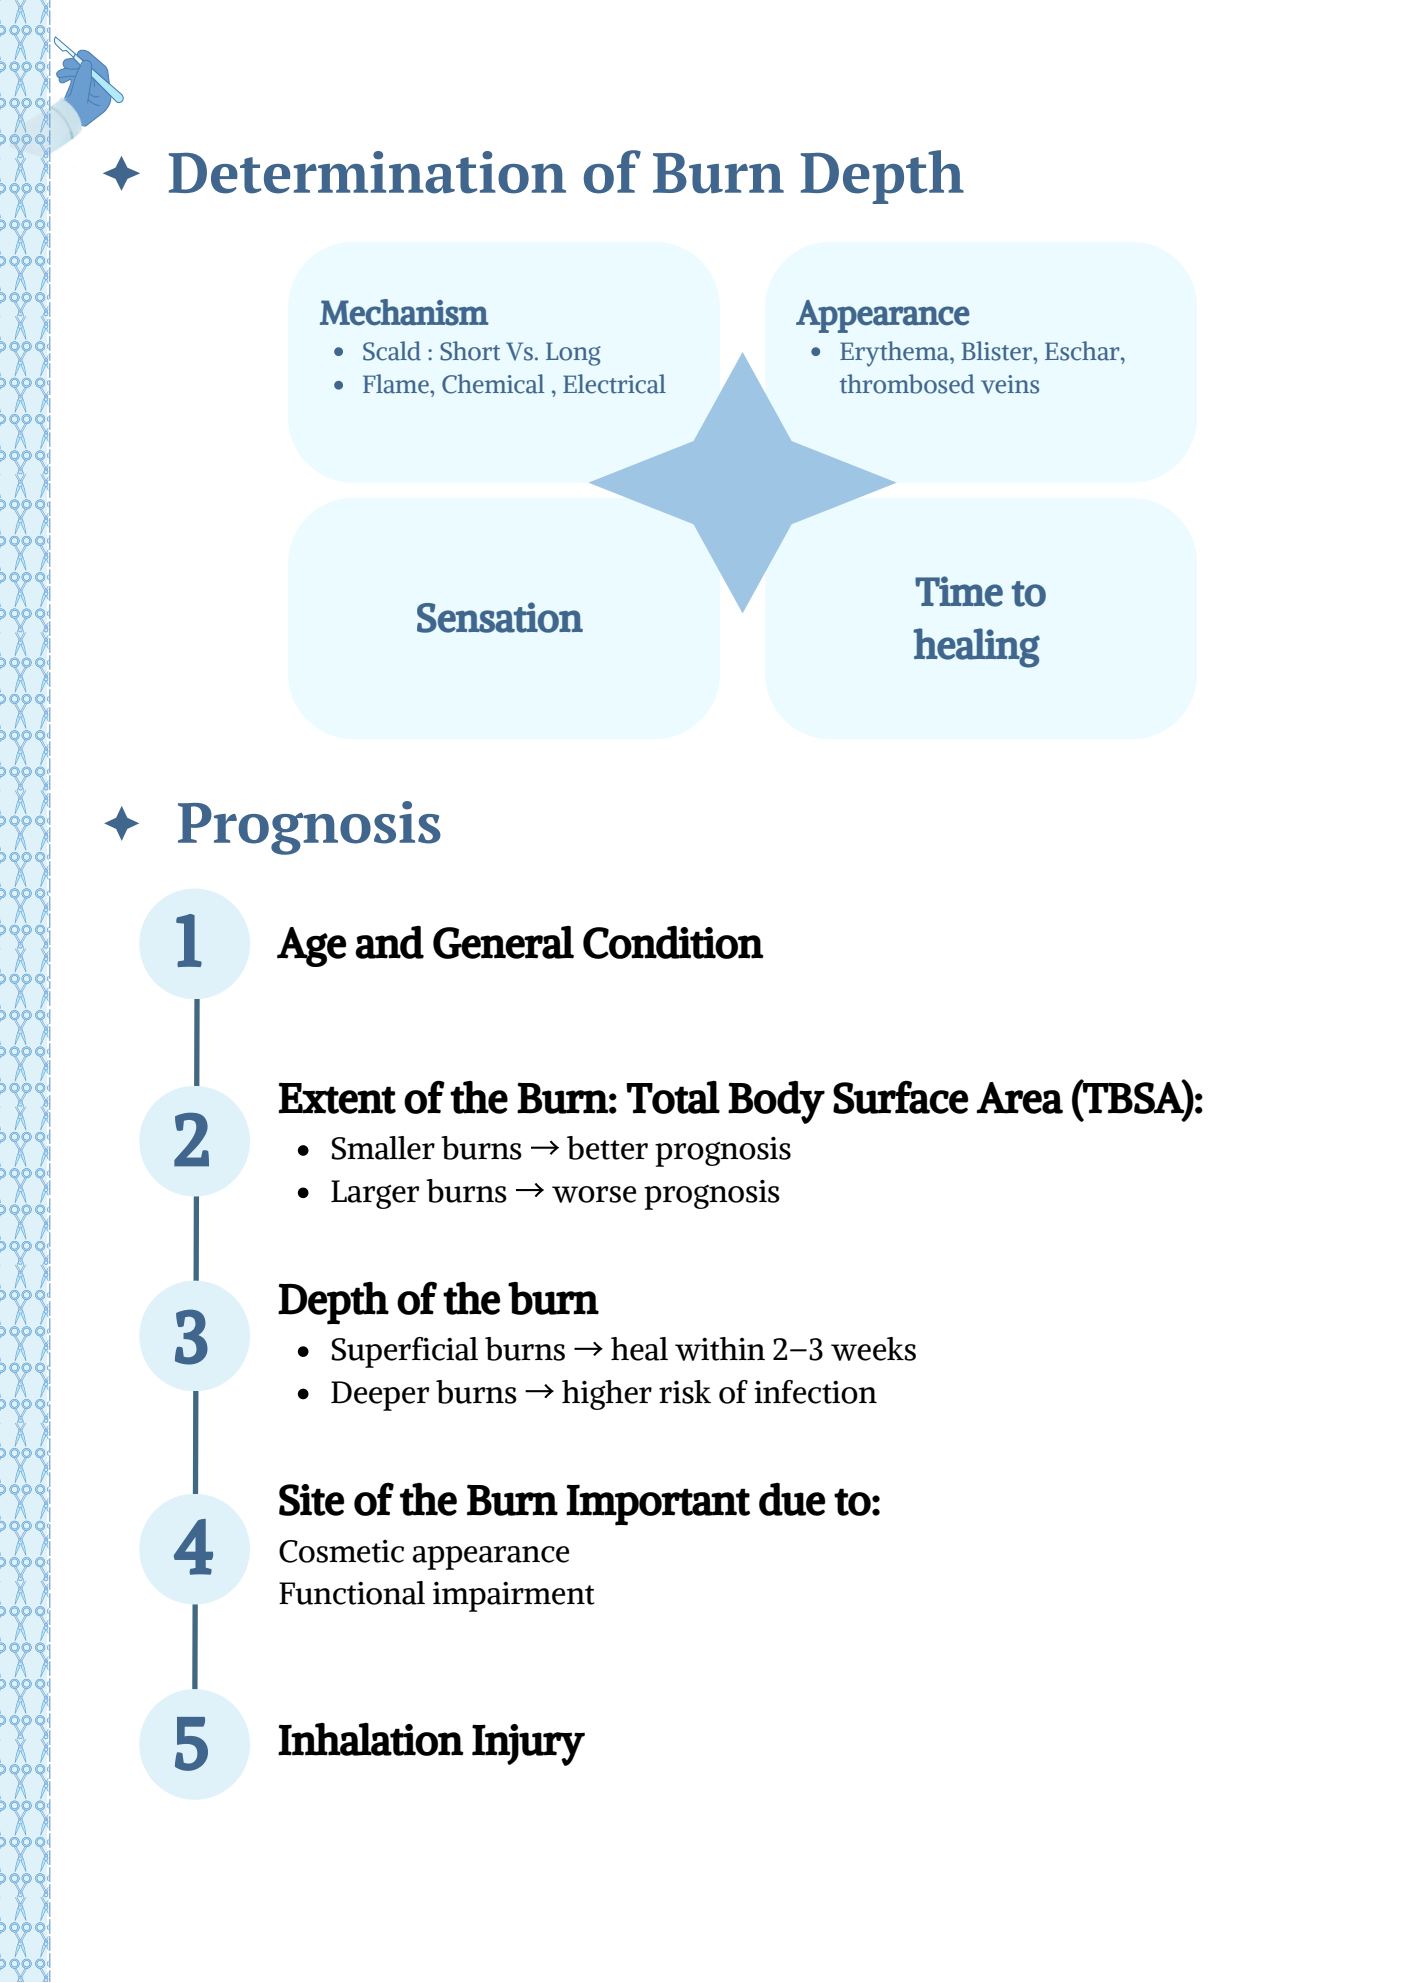 Determination of Burn Depth
Mechanism
• Scald : Short Vs. Long
• Flame, Chemical , Electrical
Appearance
• Erythema, Blister, Eschar,
thrombosed veins
Sensation
Time to
healing
Prognosis
1
Age and General Condition
2
Extent of the Burn: Total Body Surface Area (TBSA):
• Smaller burns → better prognosis
• Larger burns → worse prognosis
3
Depth of the burn
• Superficial burns → heal within 2–3 weeks
• Deeper burns → higher risk of infection
4
Site of the Burn Important due to:
Cosmetic appearance
Functional impairment
5
Inhalation Injury